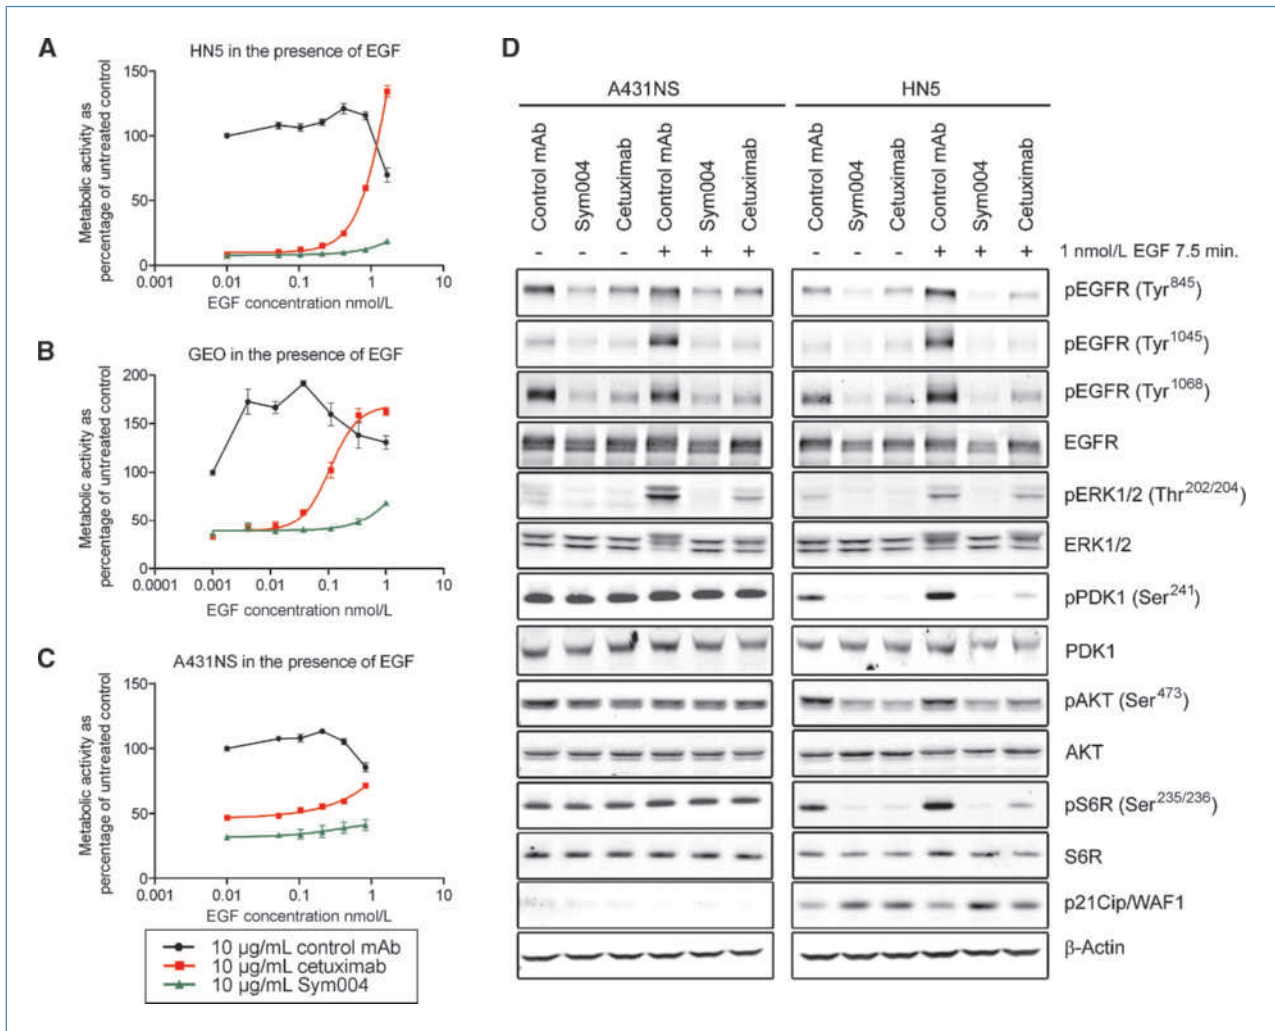 A
HN5 in the presence of EGF
Metabolic activity as
percentage of untreated control
150
100
50
0
0.001
0.01
0.1
1
10
EGF concentration nmol/L
B
GEO in the presence of EGF
Metabolic activity as
percentage of untreated control
200
150
100
50
0
0.0001
0.001
0.01
0.1
1
10
EGF concentration nmol/L
C
A431NS in the presence of EGF
Metabolic activity as
percentage of untreated control
150
100
50
0
0.001
0.01
0.1
1
10
EGF concentration nmol/L
10 µg/mL control mAb
10 µg/mL cetuximab
10 µg/mL Sym004
D
A431NS
HN5
Control mAb
Sym004
Cetuximab
Control mAb
Sym004
Cetuximab
Control mAb
Sym004
Cetuximab
Control mAb
Sym004
Cetuximab
- - - + + + - - - + + + 1 nmol/L EGF 7.5 min.
pEGFR (Tyr845)
pEGFR (Tyr1045)
pEGFR (Tyr1068)
EGFR
pERK1/2 (Thr202/204)
ERK1/2
pPDK1 (Ser241)
PDK1
pAKT (Ser473)
AKT
pS6R (Ser235/236)
S6R
p21Cip/WAF1
β-Actin